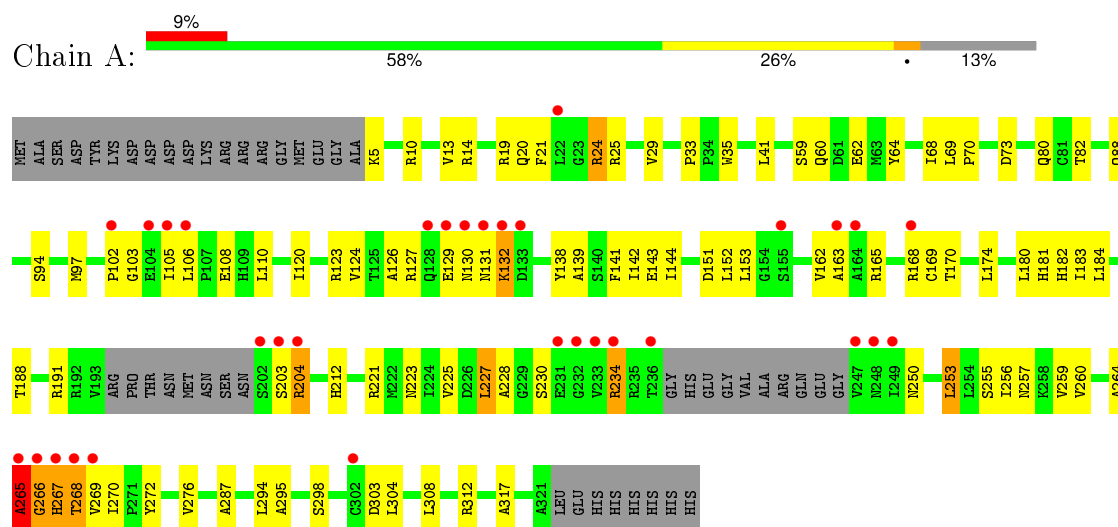 9%
Chain A:
58% 26% • 13%
MET ALA SER ASP TYR LYS ASP ASP ASP ASP LYS ARG ARG ARG GLY MET GLU GLY ALA K5 R10 V13 R14 R19 Q20 F21 L22 G23 R24 R25 V29 P33 P34 W35 L41 S59 Q60 D61 E62 M63 Y64 I68 L69 P70 D73 Q80 C81 T82
S94 M97 P102 G103 E104 I105 L106 P107 E108 H109 L110 I120 R123 V124 T125 A126 R127 Q128 E129 N130 N131 K132 D133 Y138 A139 S140 F141 I142 E143 I144 D151 L152 L153 G154 S155 V162 A163 A164 R165 R168 C169 T170 L174 L180 H181 H182 I183 L184
T188 R191 R192 V193 ARG PRO THR ASN MET ASN SER ASN S202 S203 R204 H212 R221 M222 N223 I224 V225 D226 L227 A228 G229 S230 E231 G232 V233 R234 R235 T236 GLY HIS GLU GLY VAL ALA ARG GLN GLU GLY V247 N248 I249 N250 L253 L254 S255 I256 N257 K258 V259 V260
A265 G266 H267 T268 V269 I270 P271 Y272 V276 A287 L294 A295 S298 C302 D303 L304 L308 R312 A317 A321 LEU GLU HIS HIS HIS HIS HIS HIS